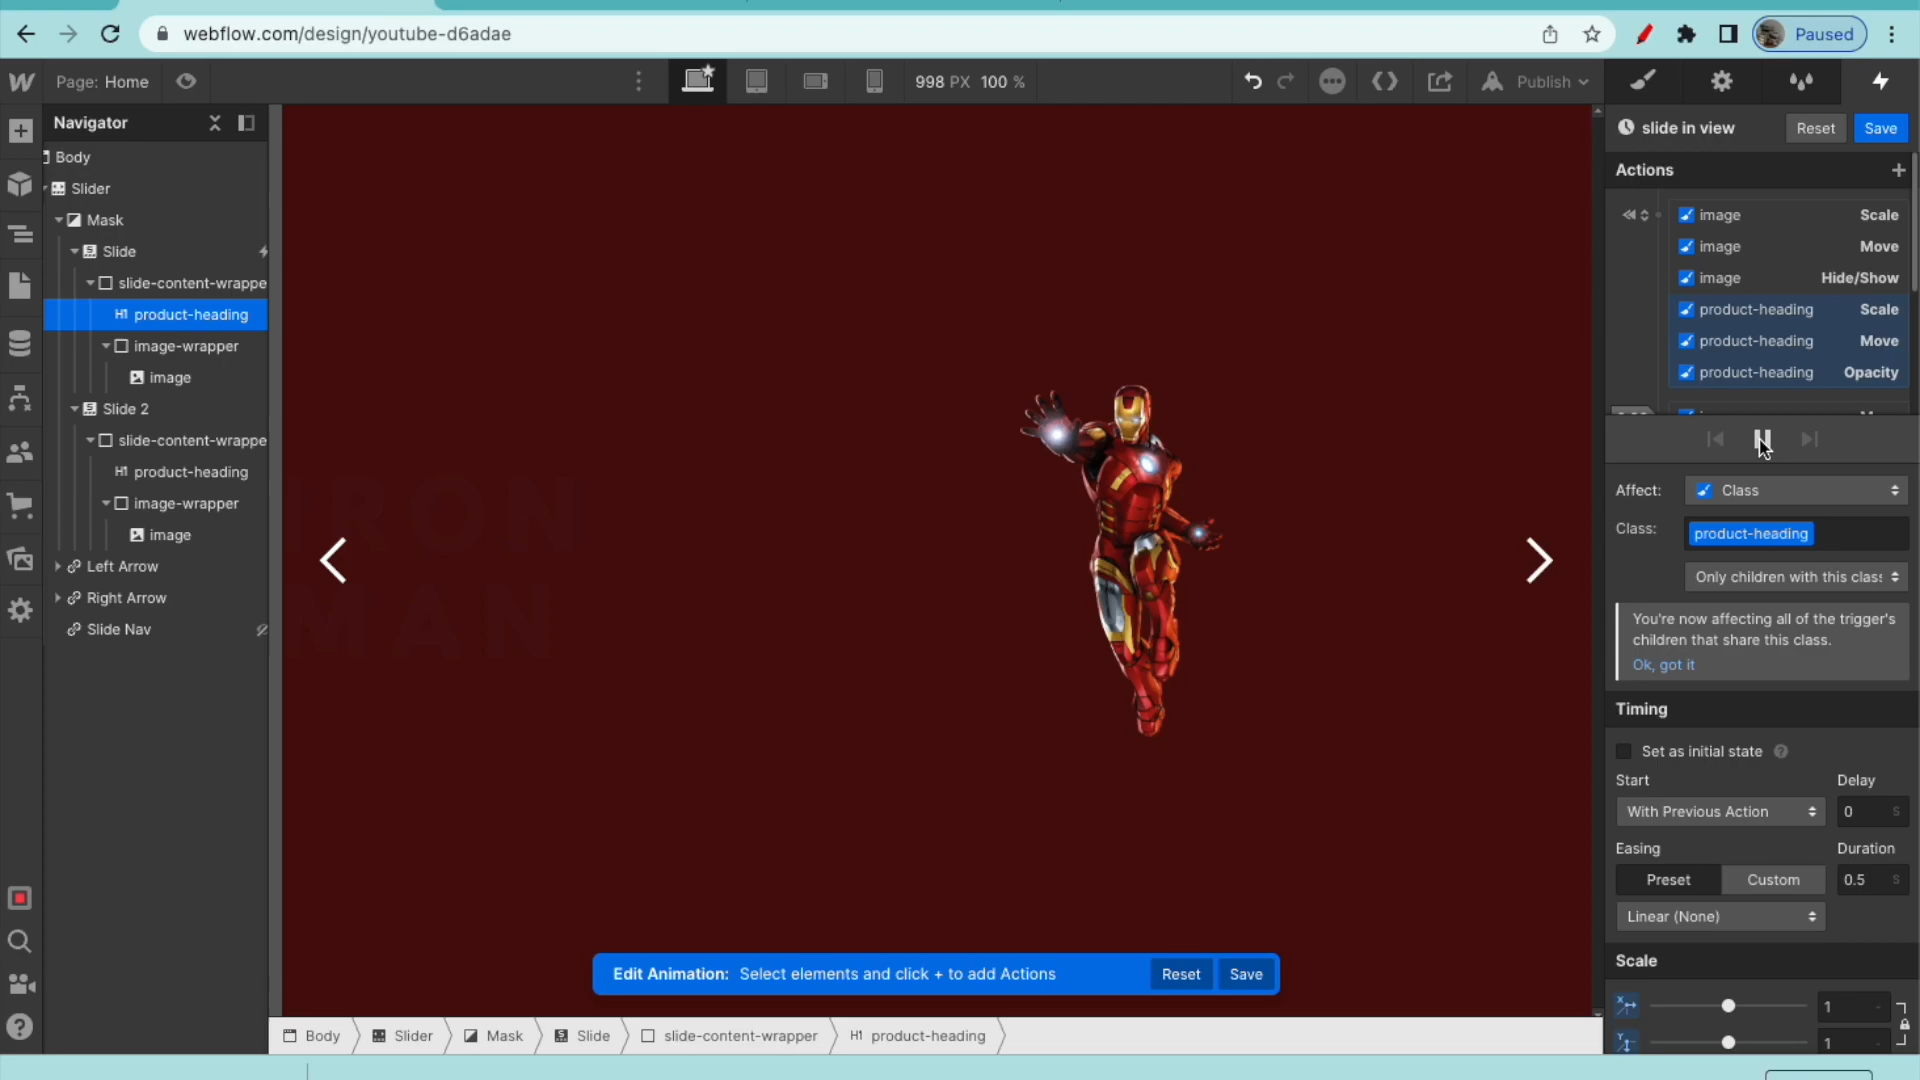 webflow.com/design/youtube-d6adae
Paused
Page: Home
998 PX 100 %
Publish
Navigator
Body
Slider
Mask
Slide
slide-content-wrappe
product-heading
image-wrapper
image
Slide 2
slide-content-wrappe
product-heading
image-wrapper
image
Left Arrow
Right Arrow
Slide Nav
IRON
MAN
Edit Animation: Select elements and click + to add Actions
Reset
Save
Body
Slider
Mask
Slide
slide-content-wrapper
H1 product-heading
slide in view
Reset
Save
Actions
image Scale
image Move
image Hide/Show
product-heading Scale
product-heading Move
product-heading Opacity
Affect: Class
Class: product-heading
Only children with this clas
You're now affecting all of the trigger's
children that share this class.
Ok, got it
Timing
Set as initial state
Start Delay
With Previous Action 0 S
Easing Duration
Preset Custom 0.5 S
Linear (None)
Scale
X 1
Y 1